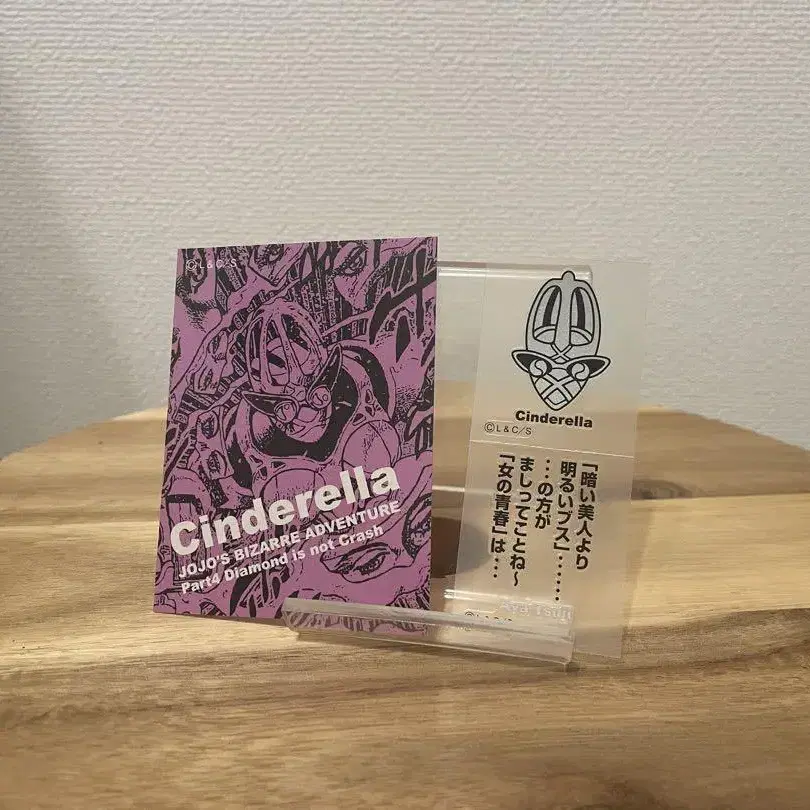 ©L&C/S
Cinderella
JOJO'S BIZARRE ADVENTURE
Part4 Diamond is not Crash
Cinderella
©L&C/S
「暗い美人より
明るいブス」......
...の方が
ましってことね〜
「女の青春」は...
©L&C/S